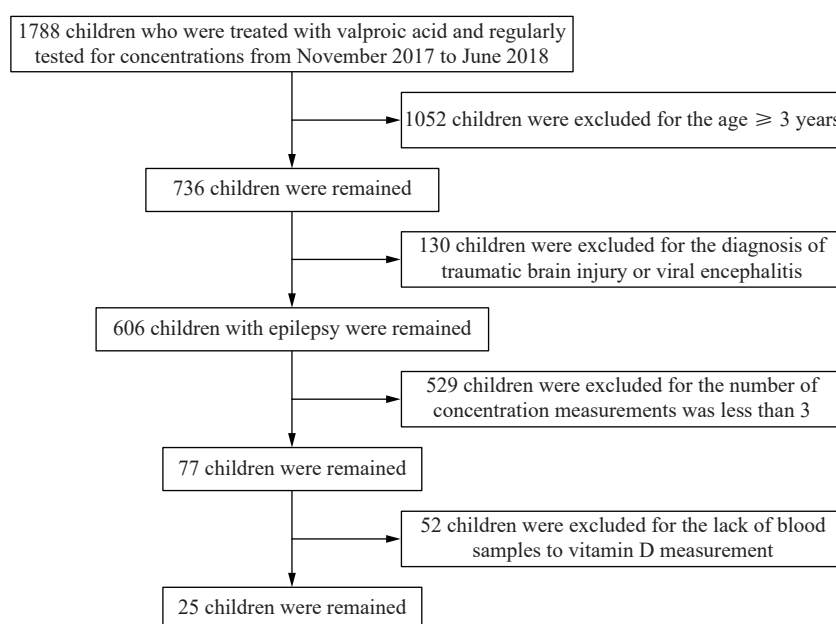 1788 children who were treated with valproic acid and regularly
tested for concentrations from November 2017 to June 2018
1052 children were excluded for the age ⩾ 3 years
736 children were remained
130 children were excluded for the diagnosis of
traumatic brain injury or viral encephalitis
606 children with epilepsy were remained
529 children were excluded for the number of
concentration measurements was less than 3
77 children were remained
52 children were excluded for the lack of blood
samples to vitamin D measurement
25 children were remained